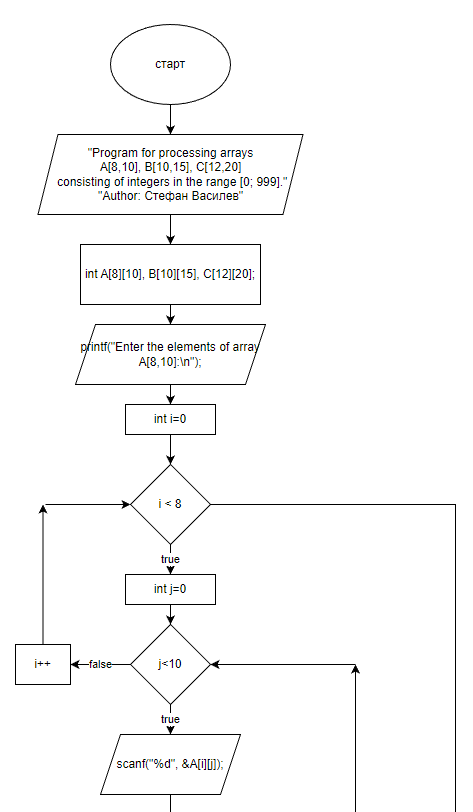 старт
"Program for processing arrays
A[8,10], B[10,15], C[12,20]
consisting of integers in the range [0; 999]."
"Author: Стефан Василев"
int A[8][10], B[10][15], C[12][20];
printf("Enter the elements of array
A[8,10]:\n");
int i=0
i < 8
true
int j=0
i++
false
j<10
true
scanf("%d", &A[i][j]);